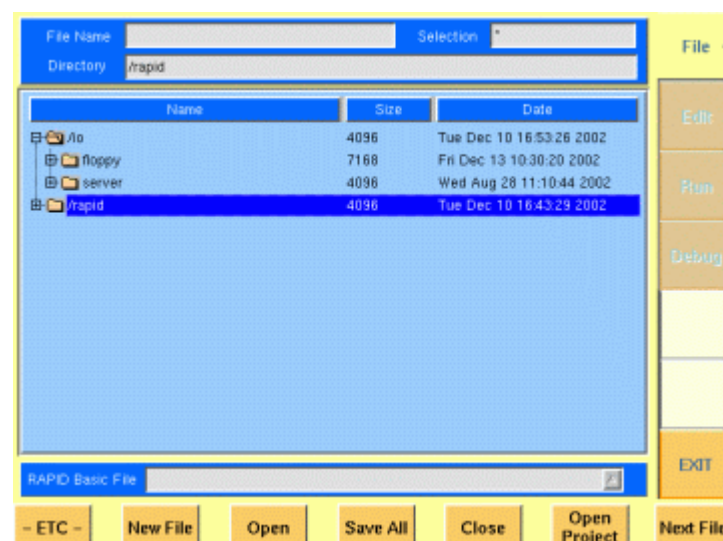 File Name Selection *
Directory /rapid
File
Name Size Date
/io 4096 Tue Dec 10 16:53:26 2002
floppy 7168 Fri Dec 13 10:30:20 2002
server 4096 Wed Aug 28 11:10:44 2002
/rapid 4096 Tue Dec 10 16:43:29 2002
Edit
Run
Debug
EXIT
RAPID Basic File
- ETC - New File Open Save All Close Open Project Next File